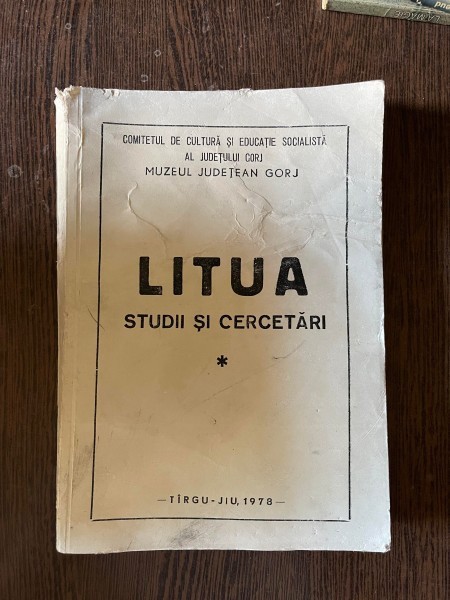 COMITETUL DE CULTURĂ ȘI EDUCAȚIE SOCIALISTĂ
AL JUDEȚULUI GORJ
MUZEUL JUDEȚEAN GORJ
LITUA
STUDII ȘI CERCETĂRI
*
—TÎRGU-JIU, 1978—